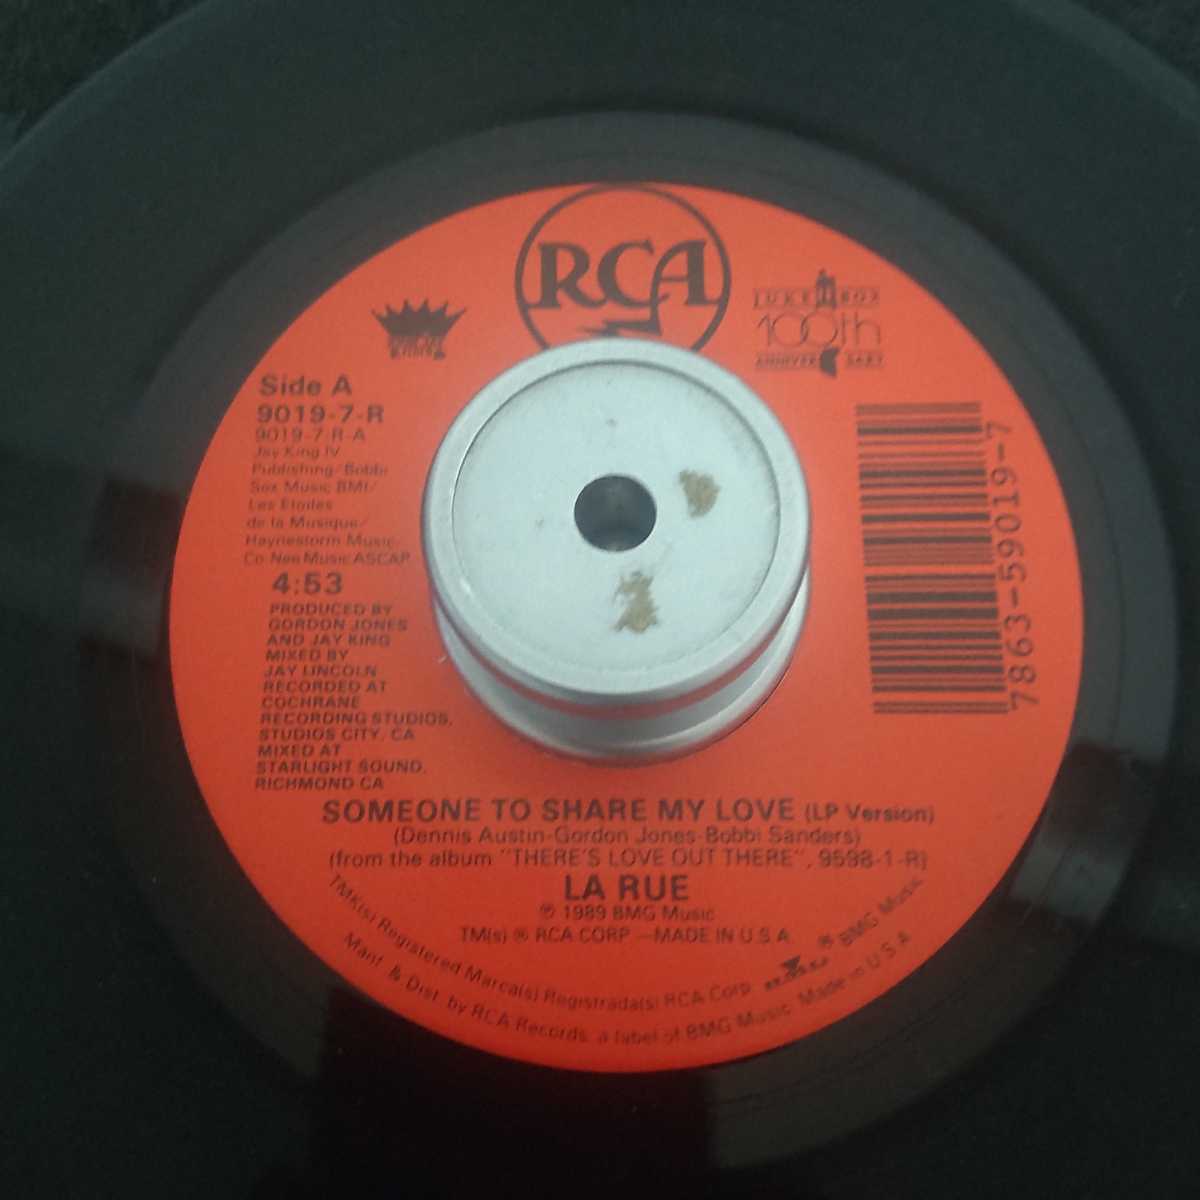 RCA
JUKE BOX
100th
ANNIVERSARY
Side A
9019-7-R
9019-7-R-A
Jay King IV
Publishing/Bobbi
Sox Music BMI/
Les Etoiles
de la Musique/
Haynestorm Music,
Co Nee Music ASCAP
4:53
PRODUCED BY
GORDON JONES
AND JAY KING
MIXED BY
JAY LINCOLN
RECORDED AT
COCHRANE
RECORDING STUDIOS,
STUDIOS CITY, CA
MIXED AT
STARLIGHT SOUND,
RICHMOND CA
7863-59019-7
SOMEONE TO SHARE MY LOVE (LP Version)
(Dennis Austin-Gordon Jones-Bobbi Sanders)
(from the album "THERE'S LOVE OUT THERE", 9598-1-R)
LA RUE
℗ 1989 BMG Music
TM(s) ® RCA CORP —MADE IN U.S.A.
TMK(s) Registered Marca(s) Registrada(s) RCA Corp. BMG ® BMG Music
Manf. & Dist. by RCA Records, a label of BMG Music. Made in U.S.A